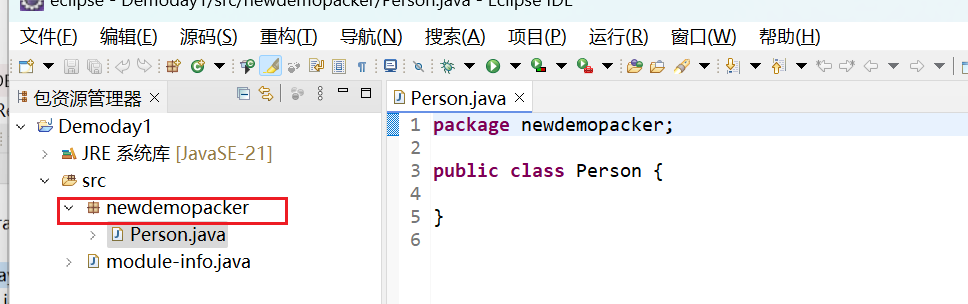 eclipse - Demoday1/src/newdemopacker/Person.java - Eclipse IDE
文件(F) 编辑(E) 源码(S) 重构(T) 导航(N) 搜索(A) 项目(P) 运行(R) 窗口(W) 帮助(H)
包资源管理器
Demoday1
JRE 系统库 [JavaSE-21]
src
newdemopacker
Person.java
module-info.java
Person.java
1 package newdemopacker;
2
3 public class Person {
4
5 }
6